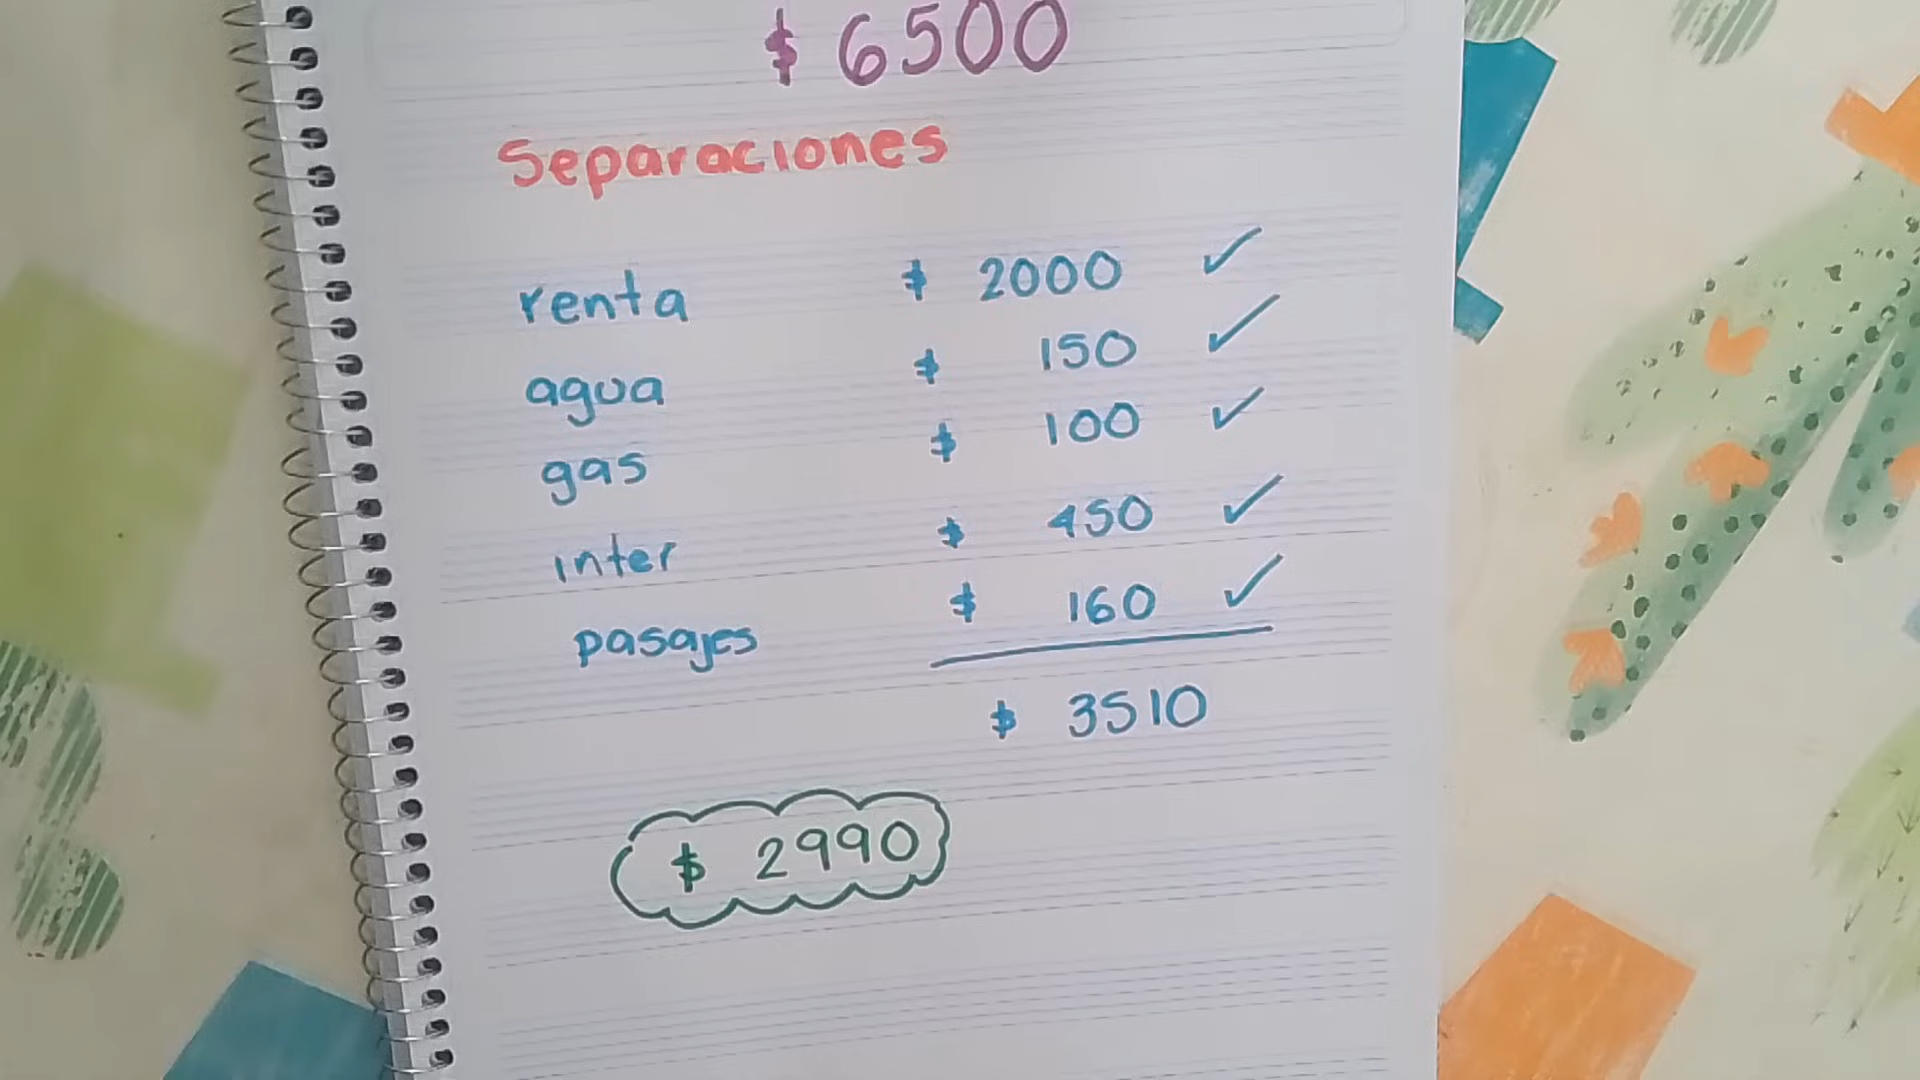 $ 6500
Separaciones
renta $ 2000 ✓
agua $ 150 ✓
gas $ 100 ✓
inter $ 450 ✓
pasajes $ 160 ✓
$ 3510
$ 2990